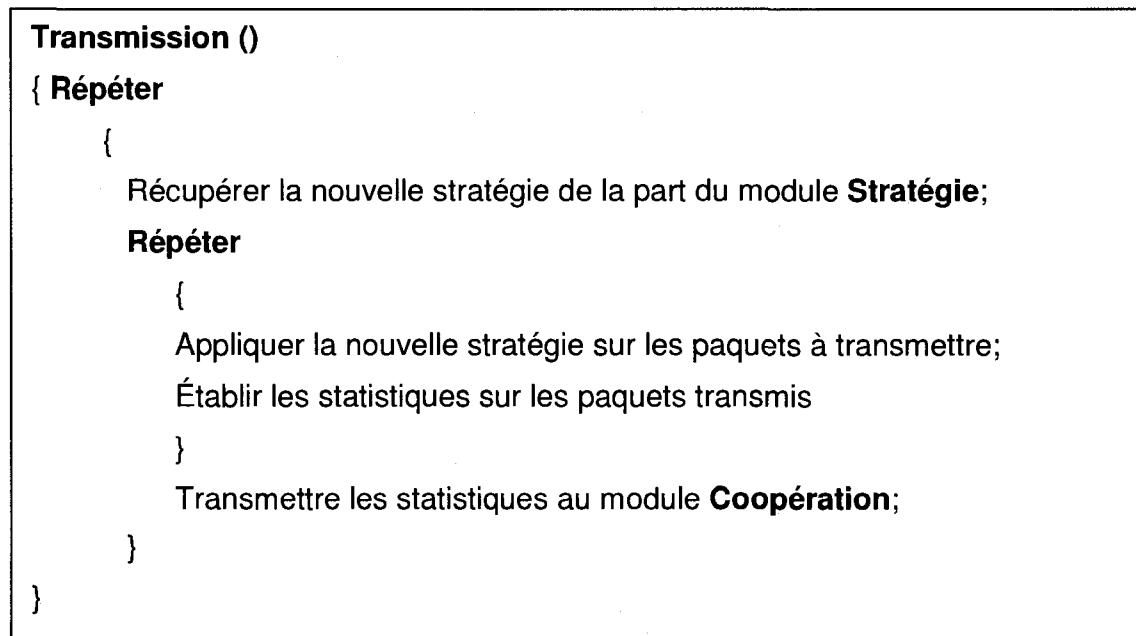 Transmission ()
{ Répéter
{
Récupérer la nouvelle stratégie de la part du module Stratégie;
Répéter
{
Appliquer la nouvelle stratégie sur les paquets à transmettre;
Établir les statistiques sur les paquets transmis
}
Transmettre les statistiques au module Coopération;
}
}